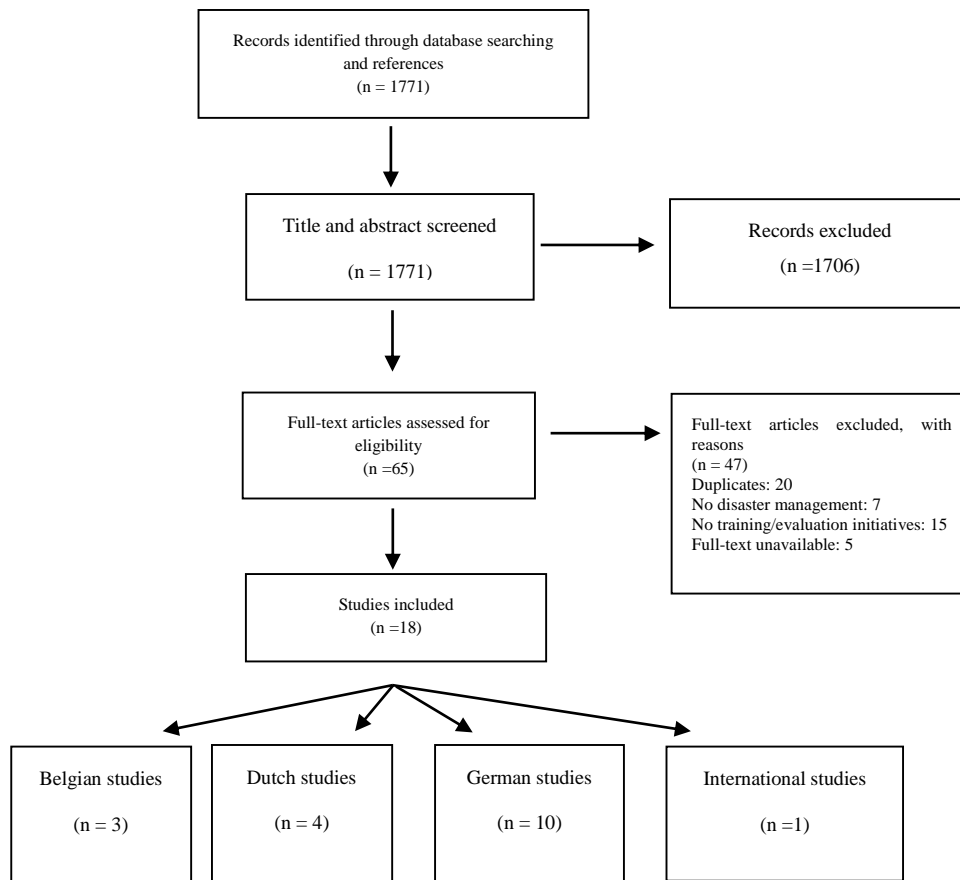 Records identified through database searching
and references
(n = 1771)
Title and abstract screened
(n = 1771)
Records excluded
(n =1706)
Full-text articles assessed for
eligibility
(n =65)
Full-text articles excluded, with
reasons
(n = 47)
Duplicates: 20
No disaster management: 7
No training/evaluation initiatives: 15
Full-text unavailable: 5
Studies included
(n =18)
Belgian studies
(n = 3)
Dutch studies
(n = 4)
German studies
(n = 10)
International studies
(n =1)